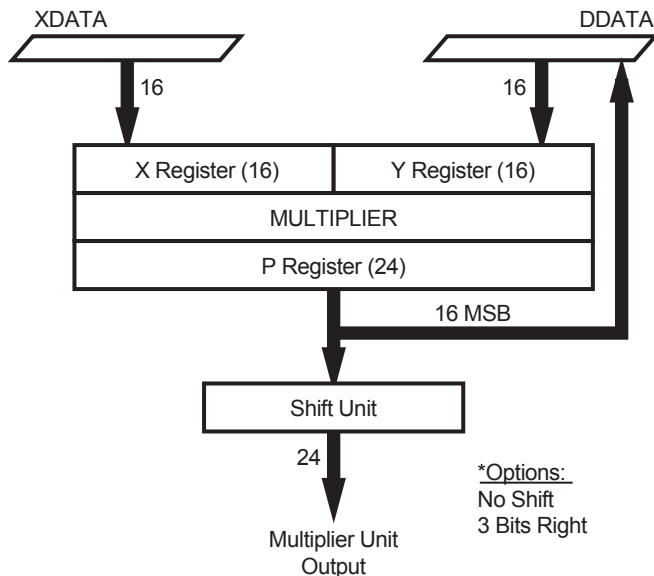 XDATA
DDATA
16
16
X Register (16)
Y Register (16)
MULTIPLIER
P Register (24)
16 MSB
Shift Unit
24
*Options:
No Shift
3 Bits Right
Multiplier Unit
Output